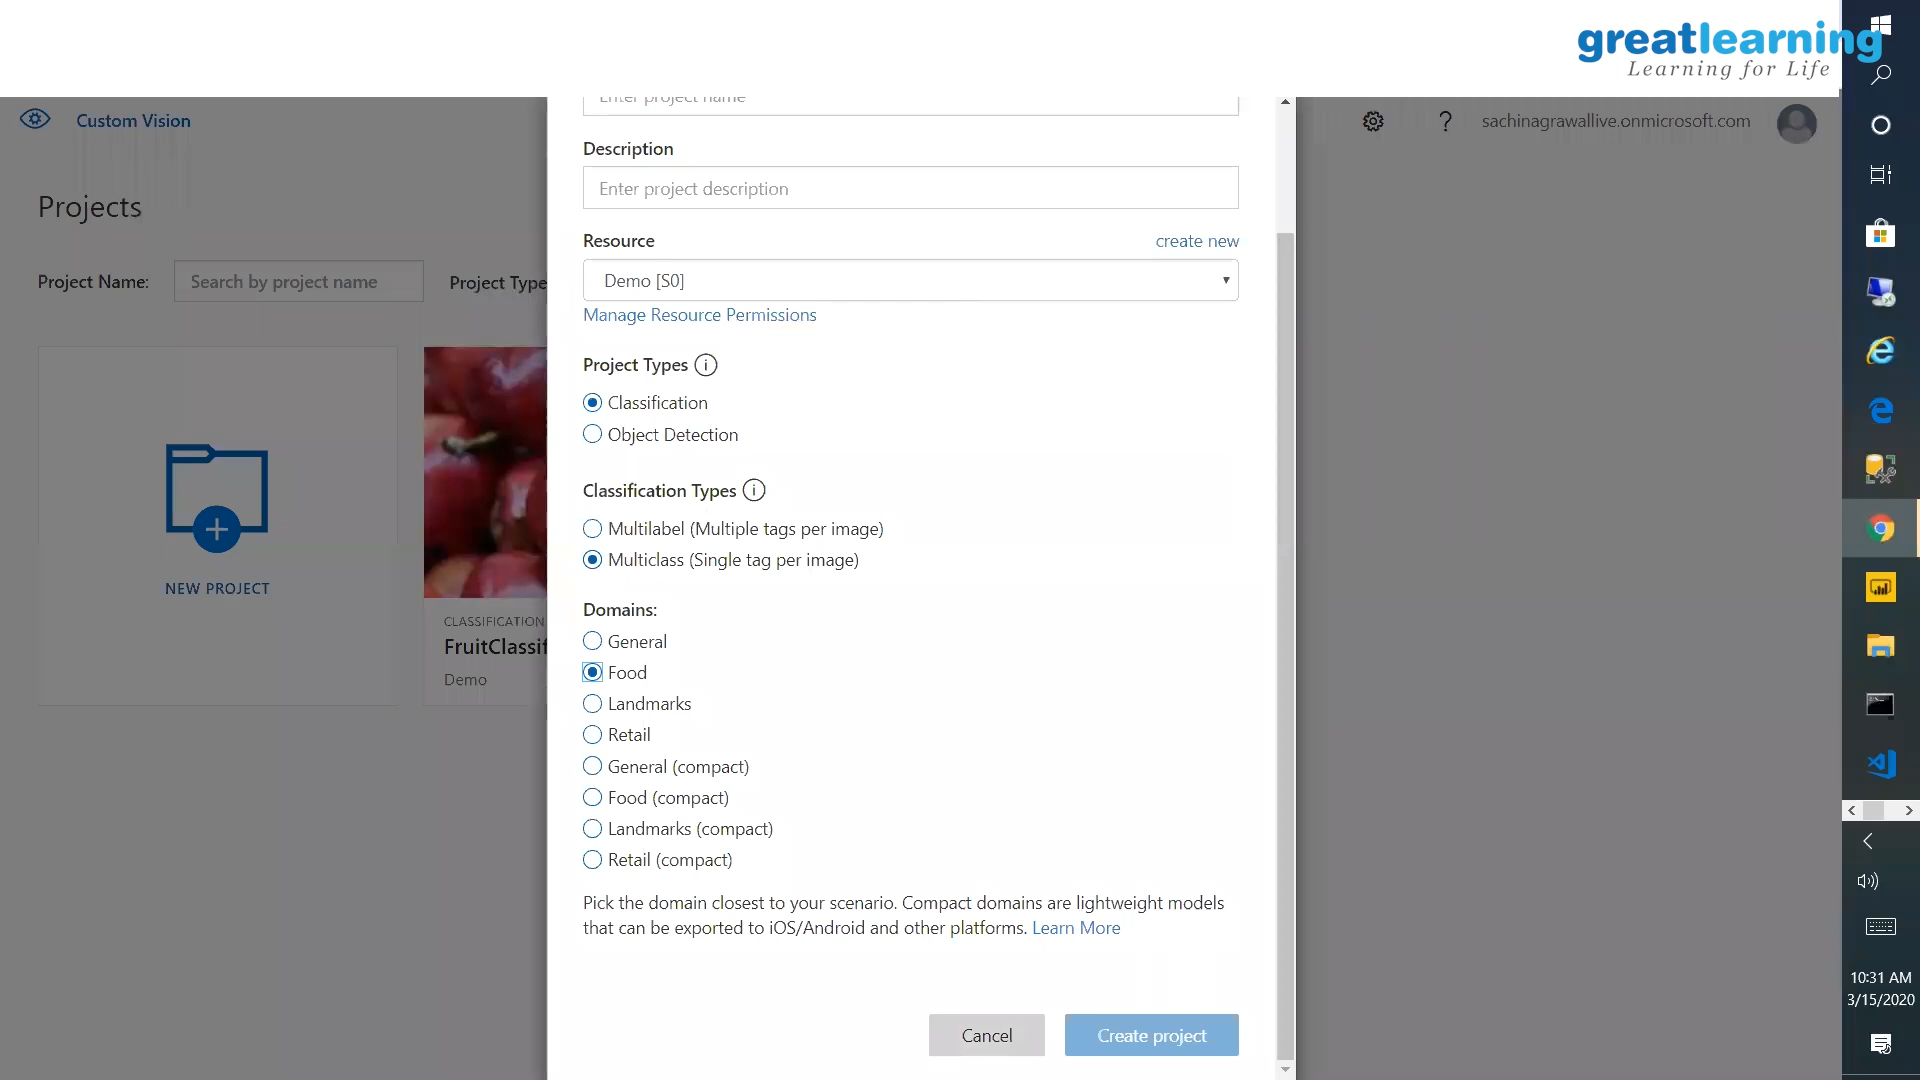 greatlearning
Learning for Life
Custom Vision
Enter project name
? sachinagrawallive.onmicrosoft.com
Description
Enter project description
Projects
Resource
create new
Project Name:
Search by project name
Project Type
Demo [S0]
Manage Resource Permissions
Project Types
Classification
Object Detection
Classification Types
Multilabel (Multiple tags per image)
Multiclass (Single tag per image)
NEW PROJECT
CLASSIFICATION
FruitClassif
Demo
Domains:
General
Food
Landmarks
Retail
General (compact)
Food (compact)
Landmarks (compact)
Retail (compact)
Pick the domain closest to your scenario. Compact domains are lightweight models
that can be exported to iOS/Android and other platforms. Learn More
Cancel
Create project
10:31 AM
3/15/2020